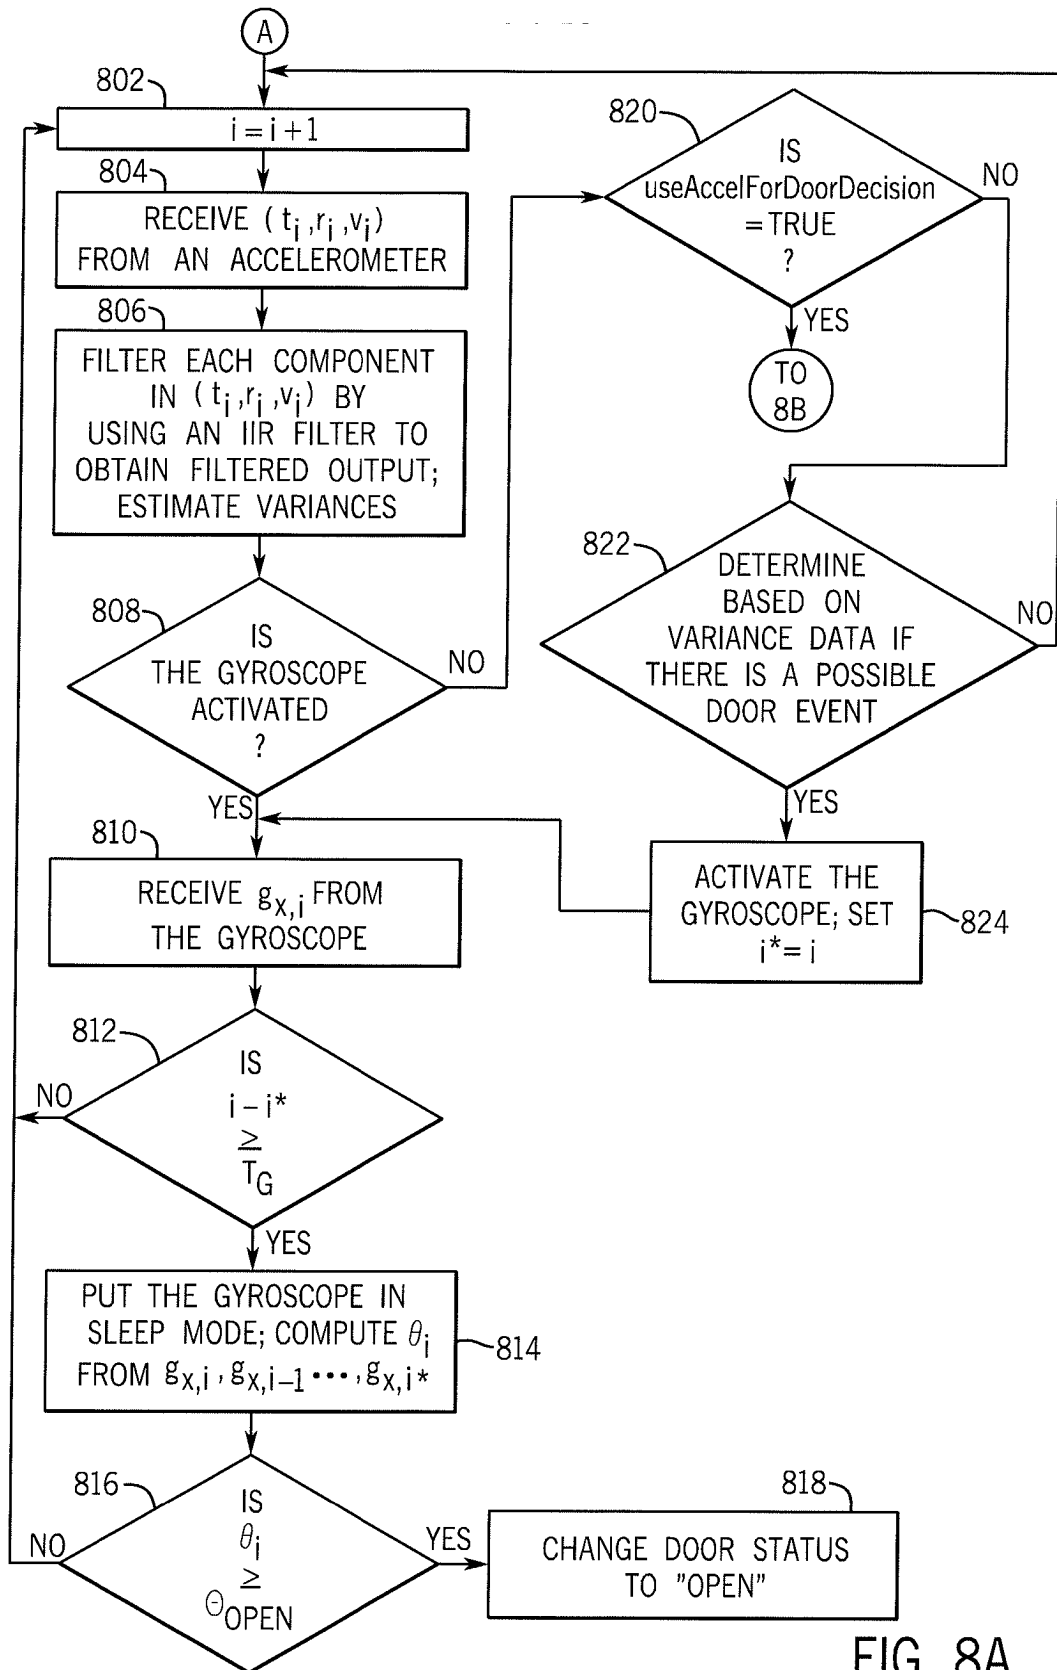 A
802
i = i + 1
804
RECEIVE (ti,ri,vi)
FROM AN ACCELEROMETER
806
FILTER EACH COMPONENT
IN (ti,ri,vi) BY
USING AN IIR FILTER TO
OBTAIN FILTERED OUTPUT;
ESTIMATE VARIANCES
808
IS
THE GYROSCOPE
ACTIVATED
?
NO
YES
810
RECEIVE gx,i FROM
THE GYROSCOPE
812
IS
i – i*
≥
TG
NO
YES
PUT THE GYROSCOPE IN
SLEEP MODE; COMPUTE θi
FROM gx,i, gx,i–1 •••, gx,i*
814
816
IS
θi
≥
ΘOPEN
NO
YES
818
CHANGE DOOR STATUS
TO "OPEN"
820
IS
useAccelForDoorDecision
=TRUE
?
NO
YES
TO
8B
822
DETERMINE
BASED ON
VARIANCE DATA IF
THERE IS A POSSIBLE
DOOR EVENT
NO
YES
ACTIVATE THE
GYROSCOPE; SET
i*= i
824
FIG. 8A